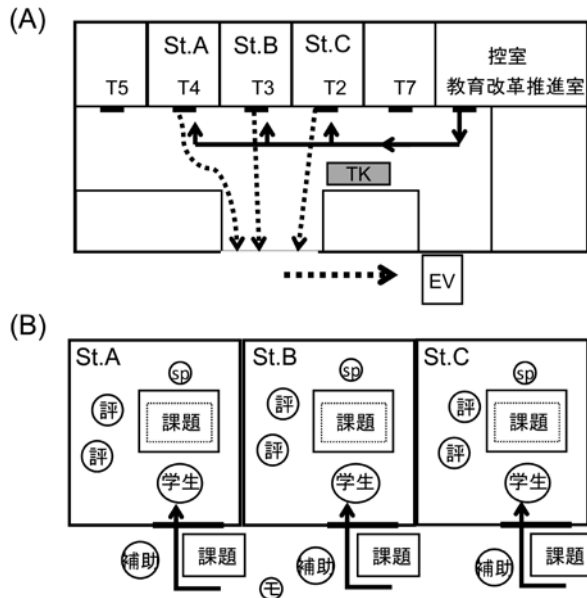 (A)
St.A St.B St.C 控室
T5 T4 T3 T2 T7 教育改革推進室
TK
EV
(B)
St.A St.B St.C
sp sp sp
評 課題 評 課題 評 課題
評 評 評
学生 学生 学生
補助 課題 補助 課題 補助 課題
モ